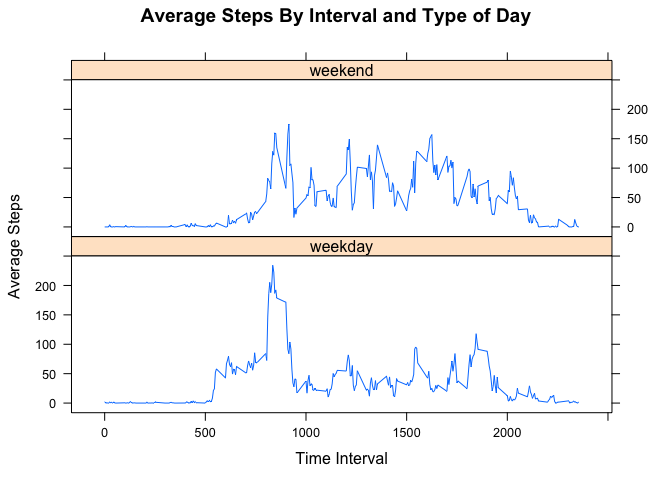 Average Steps By Interval and Type of Day
weekend
200
150
100
50
0
Average Steps
weekday
200
150
100
50
0
0 500 1000 1500 2000
Time Interval